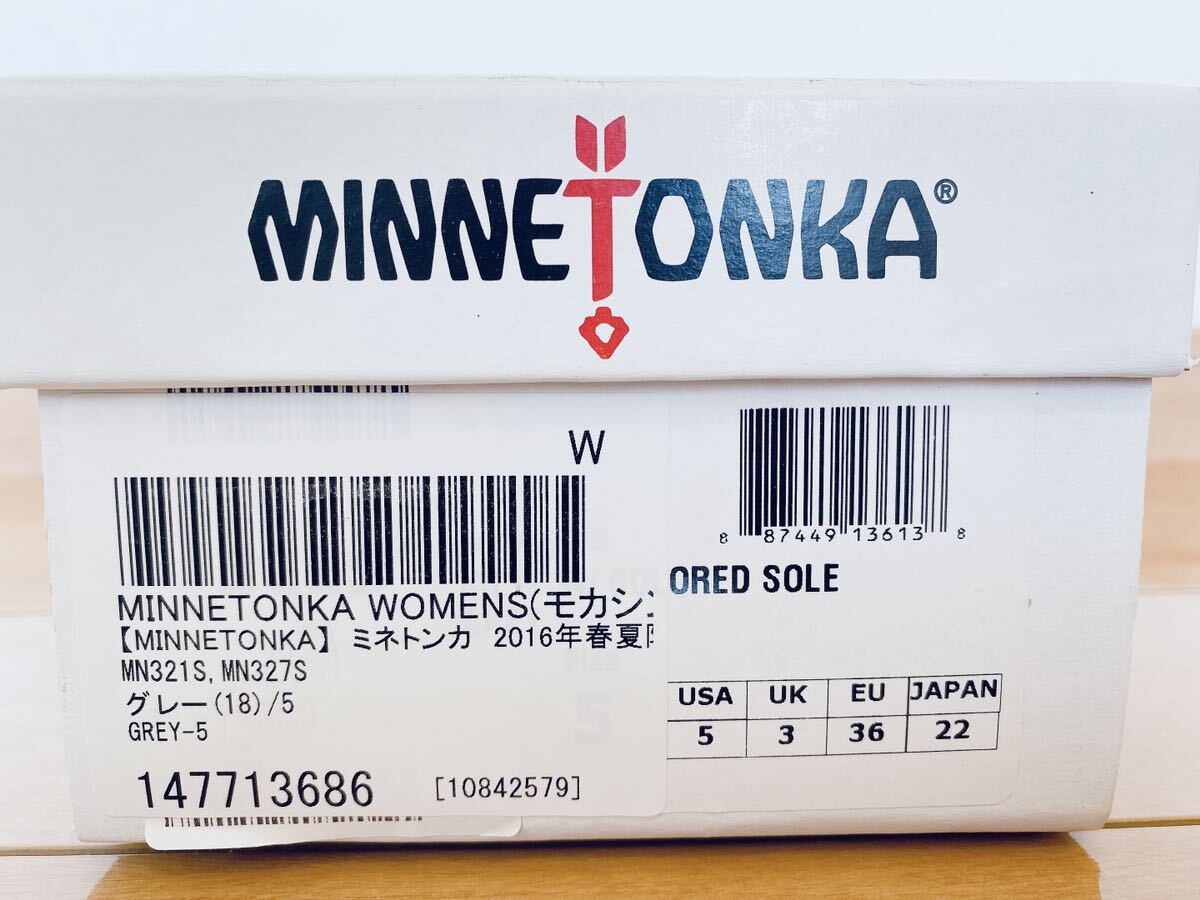 MINNETONKA®
W
MINNETONKA WOMENS(モカシン
【MINNETONKA】 ミネトンカ 2016年春夏
MN321S, MN327S
グレー(18)/5
GREY-5
147713686 [10842579]
8 87449 13613 8
ORED SOLE
USA UK EU JAPAN
5 3 36 22